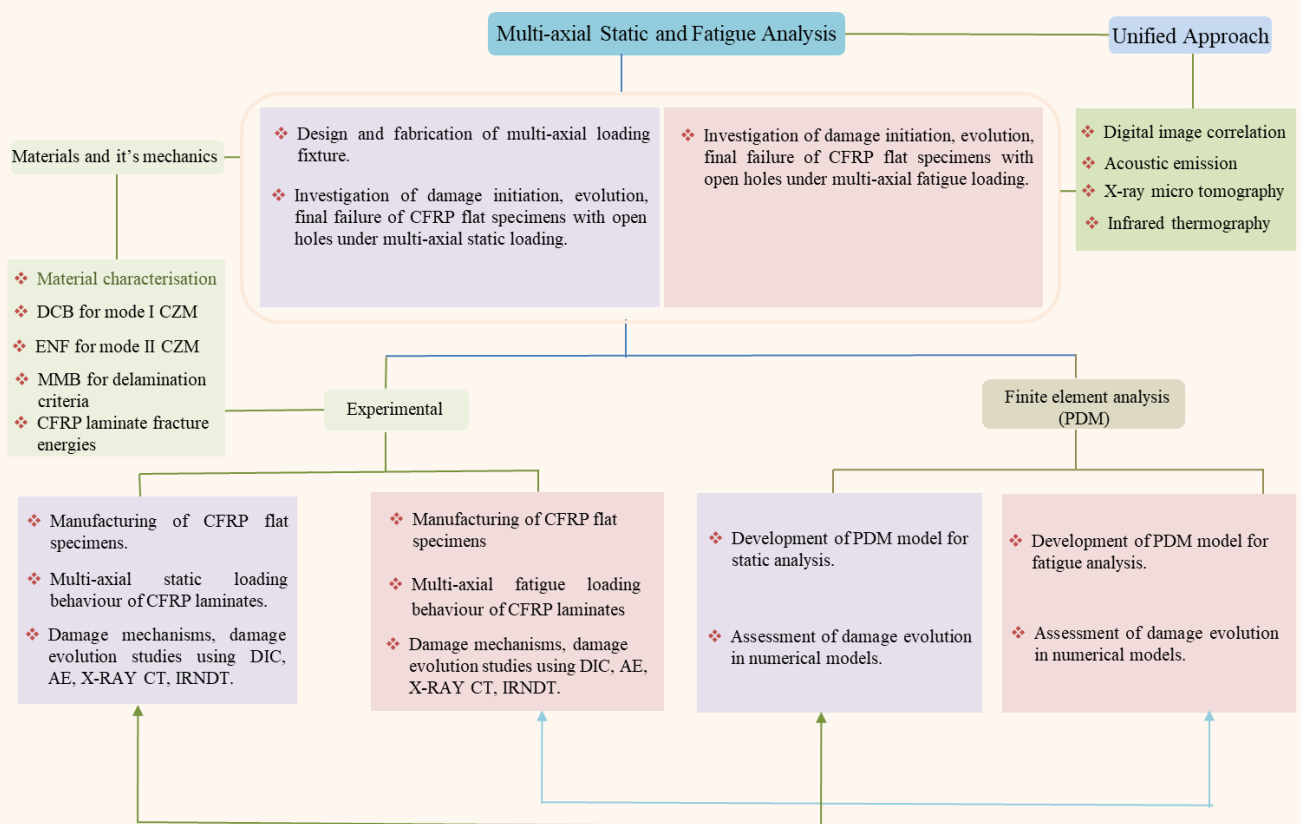 Multi-axial Static and Fatigue Analysis
Unified Approach
Design and fabrication of multi-axial loading
fixture.
Investigation of damage initiation, evolution,
final failure of CFRP flat specimens with open
holes under multi-axial static loading.
Investigation of damage initiation, evolution,
final failure of CFRP flat specimens with
open holes under multi-axial fatigue loading.
Digital image correlation
Acoustic emission
X-ray micro tomography
Infrared thermography
Materials and it’s mechanics
Material characterisation
DCB for mode I CZM
ENF for mode II CZM
MMB for delamination
criteria
CFRP laminate fracture
energies
Experimental
Finite element analysis
(PDM)
Manufacturing of CFRP flat
specimens.
Multi-axial static loading
behaviour of CFRP laminates.
Damage mechanisms, damage
evolution studies using DIC,
AE, X-RAY CT, IRNDT.
Manufacturing of CFRP flat
specimens
Multi-axial fatigue loading
behaviour of CFRP laminates
Damage mechanisms, damage
evolution studies using DIC, AE,
X-RAY CT, IRNDT.
Development of PDM model for
static analysis.
Assessment of damage evolution
in numerical models.
Development of PDM model for
fatigue analysis.
Assessment of damage evolution
in numerical models.